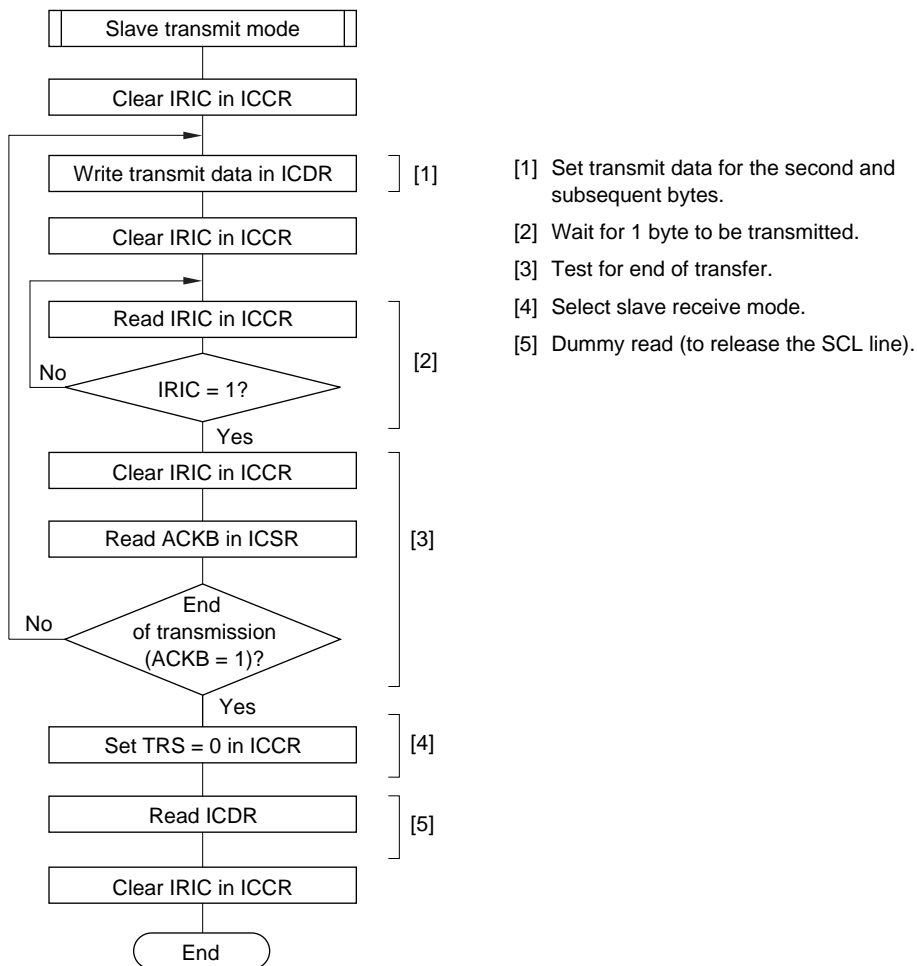 Slave transmit mode
Clear IRIC in ICCR
Write transmit data in ICDR
[1]
Clear IRIC in ICCR
Read IRIC in ICCR
[2]
No
IRIC = 1?
Yes
Clear IRIC in ICCR
Read ACKB in ICSR
[3]
No
End
of transmission
(ACKB = 1)?
Yes
Set TRS = 0 in ICCR
[4]
Read ICDR
[5]
Clear IRIC in ICCR
End
[1] Set transmit data for the second and
subsequent bytes.
[2] Wait for 1 byte to be transmitted.
[3] Test for end of transfer.
[4] Select slave receive mode.
[5] Dummy read (to release the SCL line).